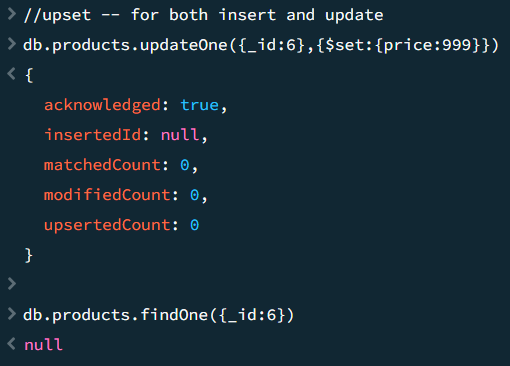 > //upset -- for both insert and update
> db.products.updateOne({_id:6},{$set:{price:999}})
< {
acknowledged: true,
insertedId: null,
matchedCount: 0,
modifiedCount: 0,
upsertedCount: 0
}
>
> db.products.findOne({_id:6})
< null